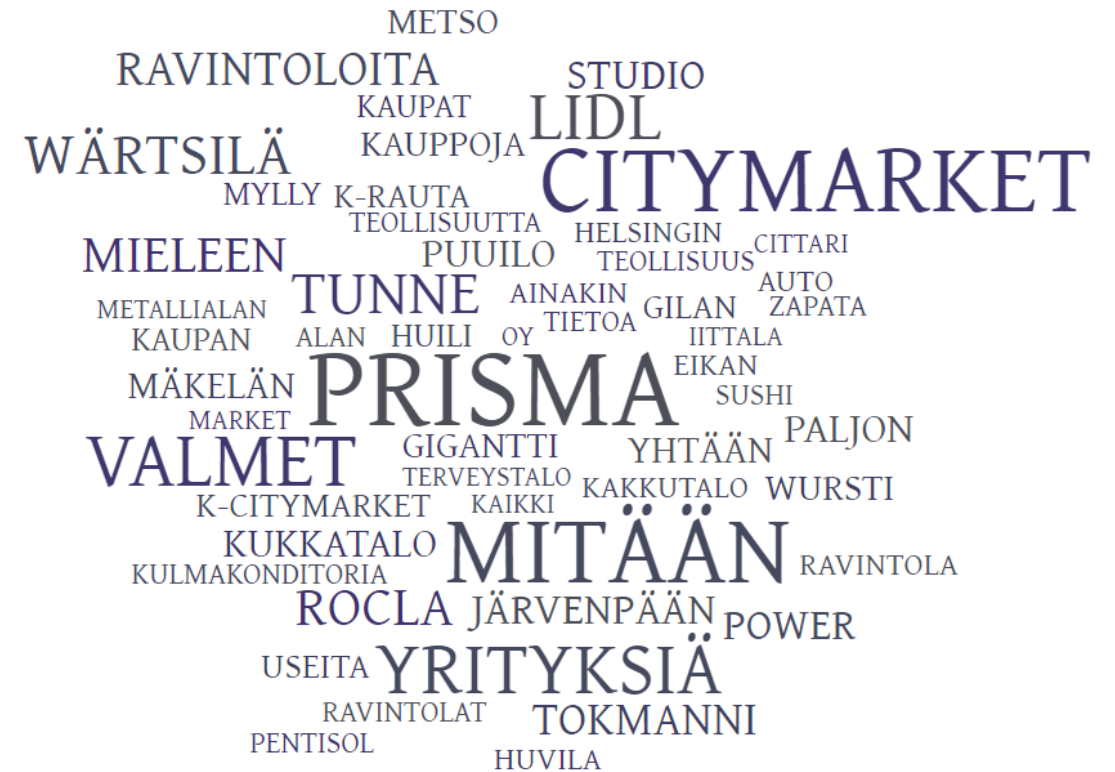 METSO
RAVINTOLOITA
STUDIO
KAUPAT
LIDL
WÄRTSILÄ
KAUPPOJA
CITYMARKET
MYLLY
K-RAUTA
TEOLLISUUTTA
HELSINGIN
CITTARI
MIELEEN
PUUILO
TEOLLISUUS
AUTO
TUNNE
AINAKIN
GILAN
ZAPATA
METALLIALAN
TIETOA
KAUPAN
ALAN
HUILI
OY
IITTALA
MÄKELÄN
PRISMA
EIKAN
SUSHI
MARKET
PALJON
VALMET
GIGANTTI
YHTÄÄN
TERVEYSTALO
KAKKUTALO
WURSTI
K-CITYMARKET
KAIKKI
KUKKATALO
MITÄÄN
RAVINTOLA
KULMAKONDITORIA
ROCLA
JÄRVENPÄÄN
POWER
USEITA
YRITYKSIÄ
RAVINTOLAT
TOKMANNI
PENTISOL
HUVILA